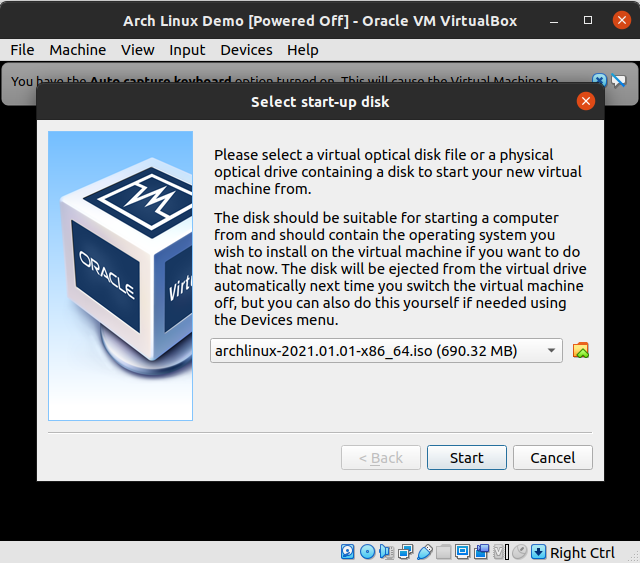 Arch Linux Demo [Powered Off] - Oracle VM VirtualBox
File Machine View Input Devices Help
You have the Auto capture keyboard option turned on. This will cause the Virtual Machine to
Select start-up disk
Please select a virtual optical disk file or a physical
optical drive containing a disk to start your new virtual
machine from.
The disk should be suitable for starting a computer
from and should contain the operating system you
wish to install on the virtual machine if you want to do
that now. The disk will be ejected from the virtual drive
automatically next time you switch the virtual machine
off, but you can also do this yourself if needed using
the Devices menu.
ORACLE
Virt
archlinux-2021.01.01-x86_64.iso (690.32 MB)
< Back Start Cancel
Right Ctrl